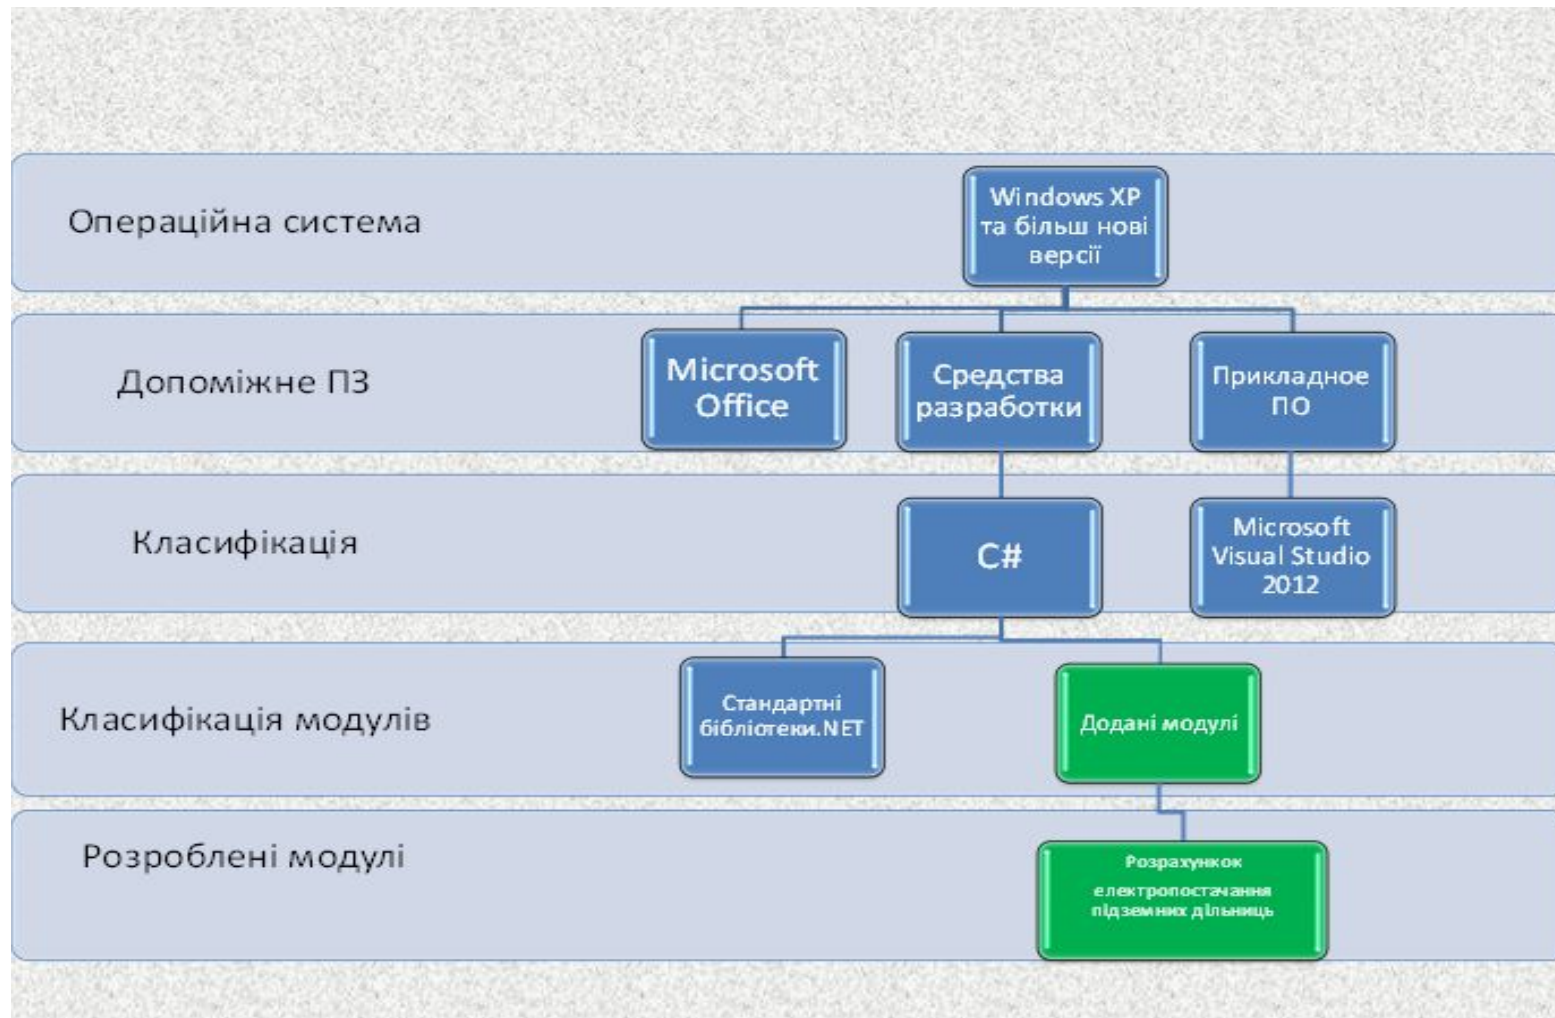 Операційна система
Windows XP
та більш нові
версії
Допоміжне ПЗ
Microsoft
Office
Средства
разработки
Прикладное
ПО
Класифікація
C#
Microsoft
Visual Studio
2012
Класифікація модулів
Стандартні
бібліотеки.NET
Додані модулі
Розроблені модулі
Розрахункок
електропостачання
підземних дільниць